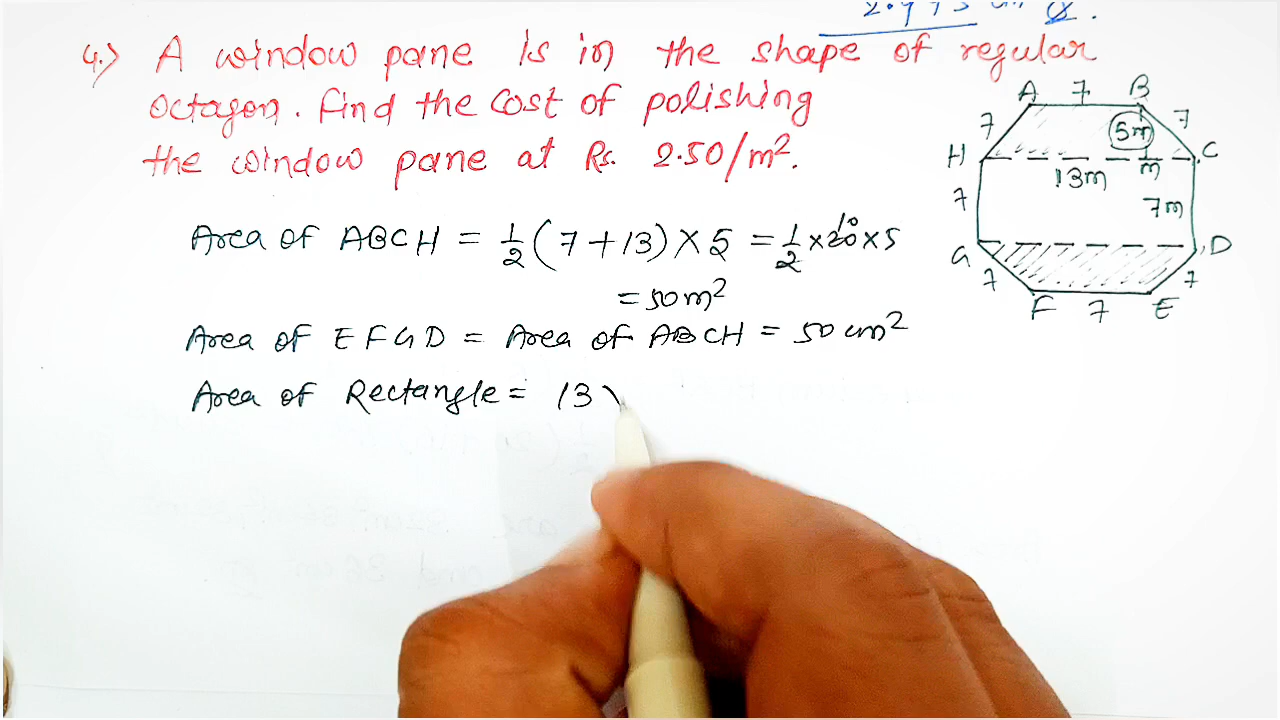 4.) A window pane is in the shape of regular
octagon. Find the cost of polishing
the window pane at Rs. 2.50/m².
A 7 B
7 5m 7
H 13m m C
7 7m
G D
7 7
F 7 E
Area of ABCH = 1/2 (7+13) × 5 = 1/2 × 20 10 × 5
= 50 m²
Area of EFGD = Area of ABCH = 50 cm²
Area of Rectangle = 13